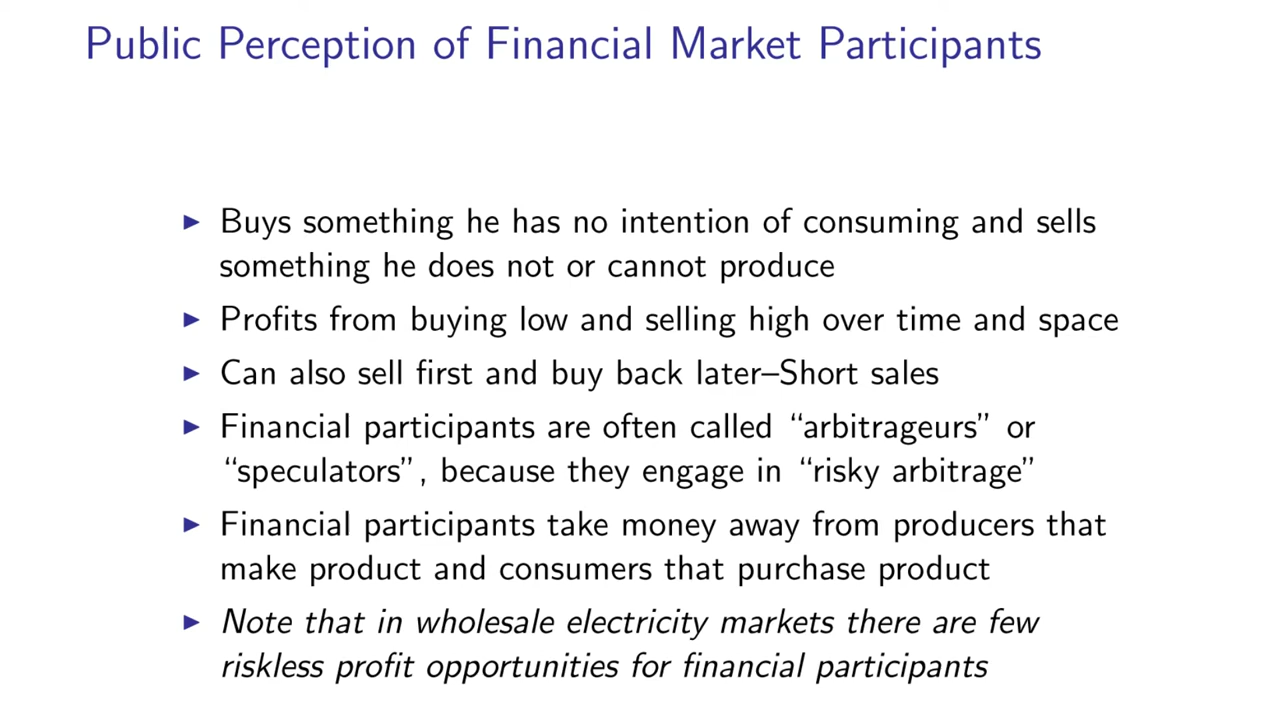 Public Perception of Financial Market Participants
▶ Buys something he has no intention of consuming and sells
something he does not or cannot produce
▶ Profits from buying low and selling high over time and space
▶ Can also sell first and buy back later–Short sales
▶ Financial participants are often called “arbitrageurs” or
“speculators”, because they engage in “risky arbitrage”
▶ Financial participants take money away from producers that
make product and consumers that purchase product
▶ Note that in wholesale electricity markets there are few
riskless profit opportunities for financial participants